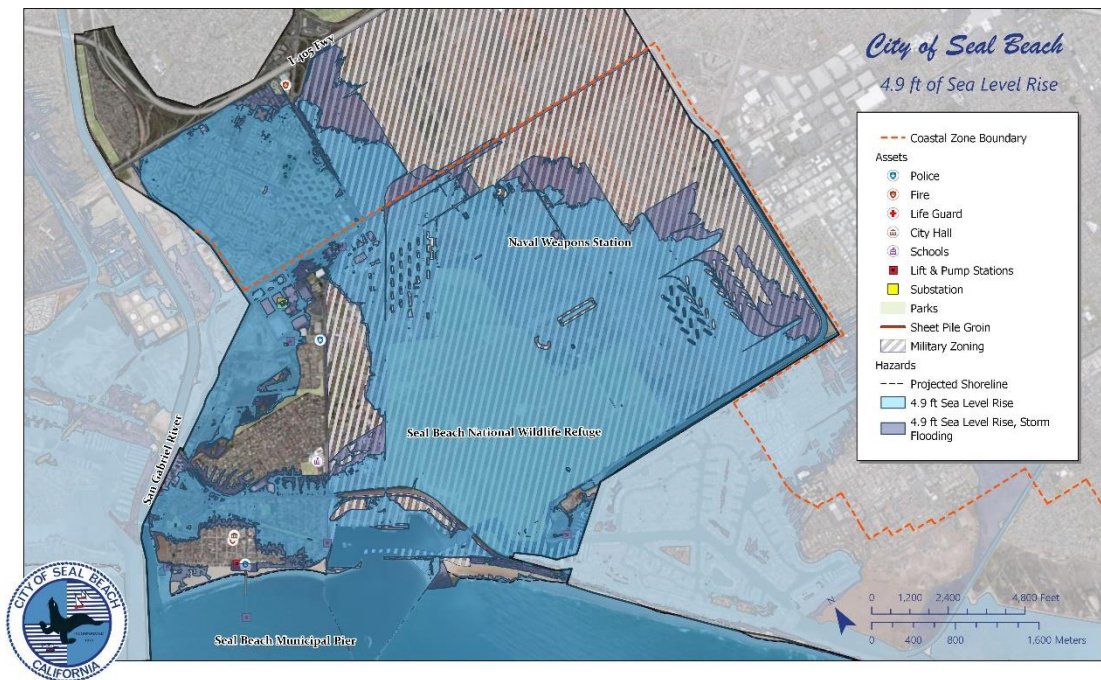 City of Seal Beach
4.9 ft of Sea Level Rise
Coastal Zone Boundary
Assets
Police
Fire
Life Guard
City Hall
Schools
Lift & Pump Stations
Substation
Parks
Sheet Pile Groin
Military Zoning
Hazards
Projected Shoreline
4.9 ft Sea Level Rise
4.9 ft Sea Level Rise, Storm
Flooding
I-405 Fwy
Naval Weapons Station
Seal Beach National Wildlife Refuge
San Gabriel River
Seal Beach Municipal Pier
N
0 1,200 2,400 4,800 Feet
0 400 800 1,600 Meters
CITY OF SEAL BEACH
CALIFORNIA